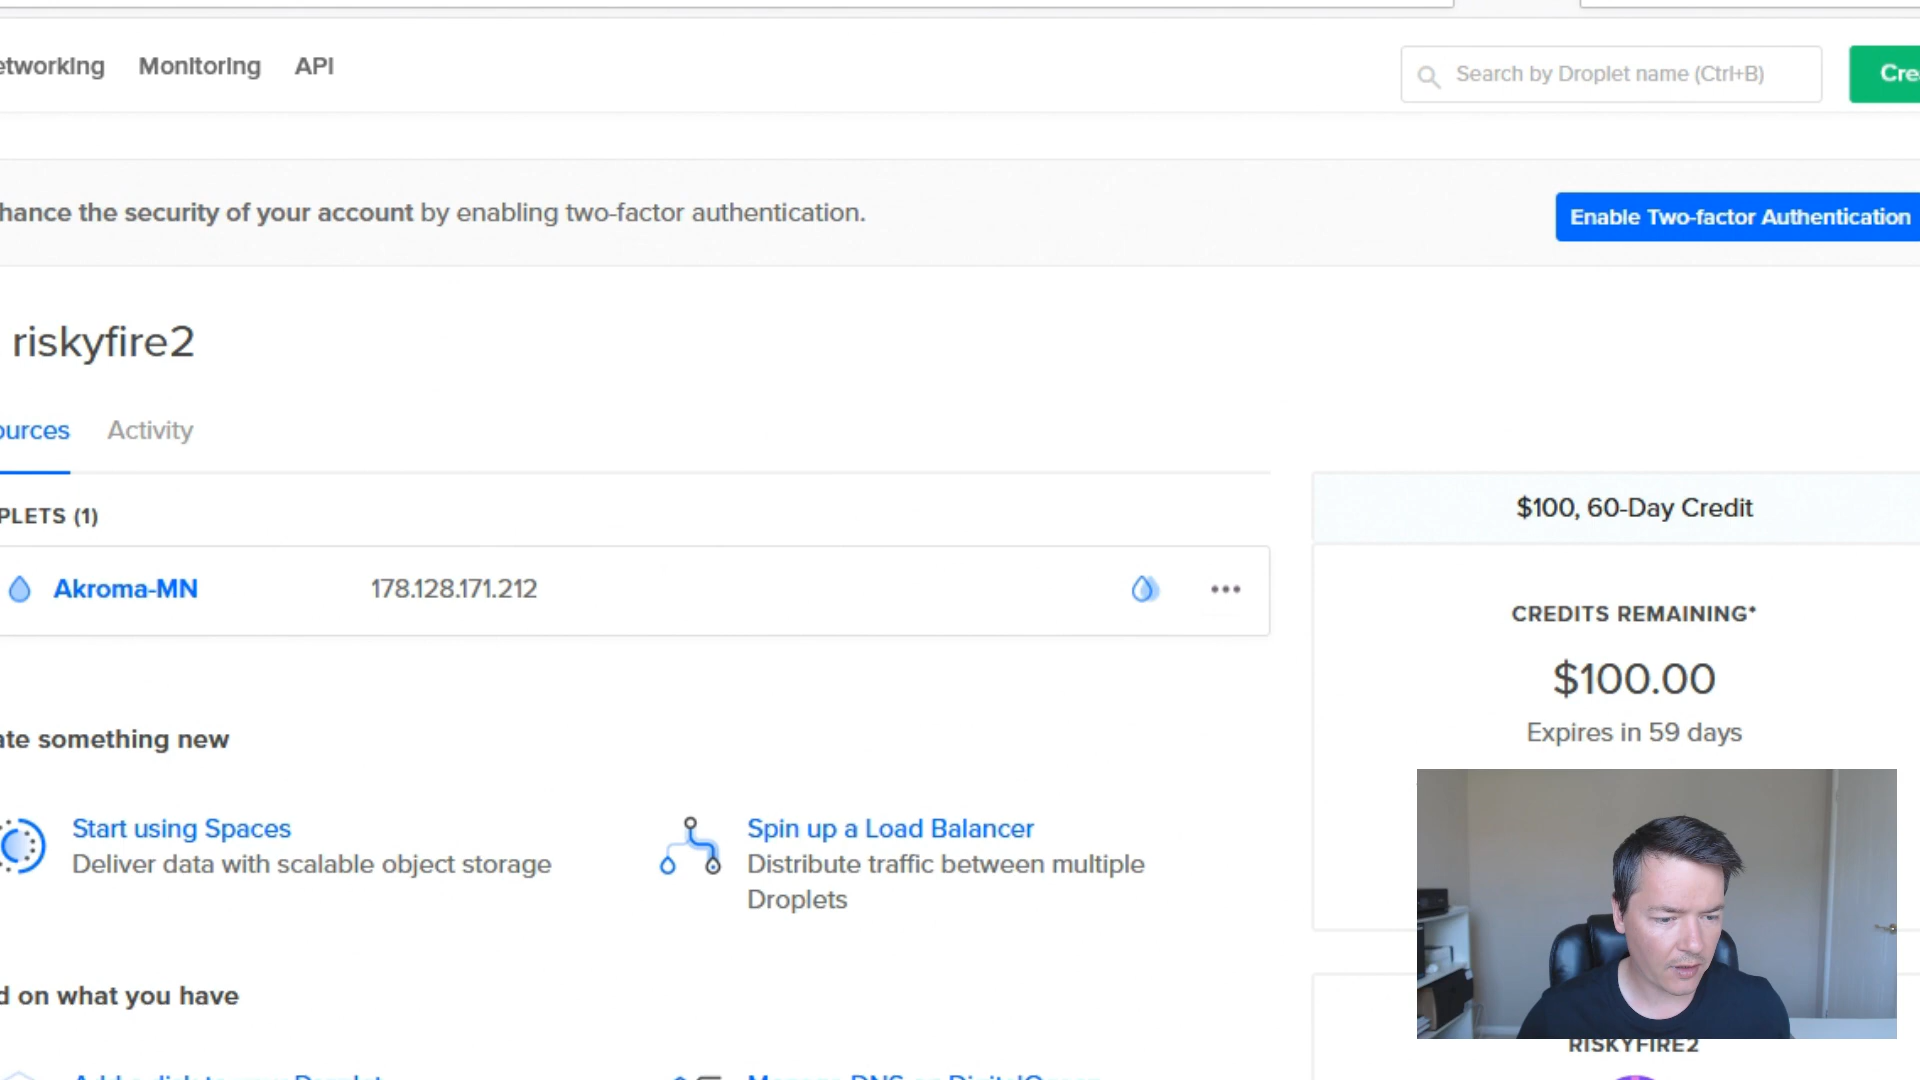 etworking Monitoring API
Search by Droplet name (Ctrl+B)
Cre
hance the security of your account by enabling two-factor authentication.
Enable Two-factor Authentication
riskyfire2
ources Activity
PLETS (1)
$100, 60-Day Credit
Akroma-MN 178.128.171.212
CREDITS REMAINING*
$100.00
Expires in 59 days
ate something new
Start using Spaces
Deliver data with scalable object storage
Spin up a Load Balancer
Distribute traffic between multiple
Droplets
d on what you have
RISKYFIRE2